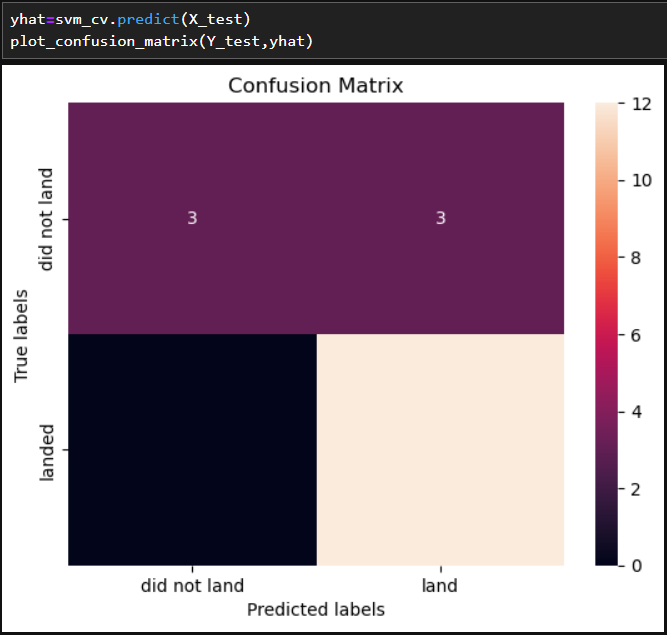 yhat=svm_cv.predict(X_test)
plot_confusion_matrix(Y_test,yhat)
Confusion Matrix
did not land
3
3
landed
True labels
did not land
land
Predicted labels
12
10
8
6
4
2
0